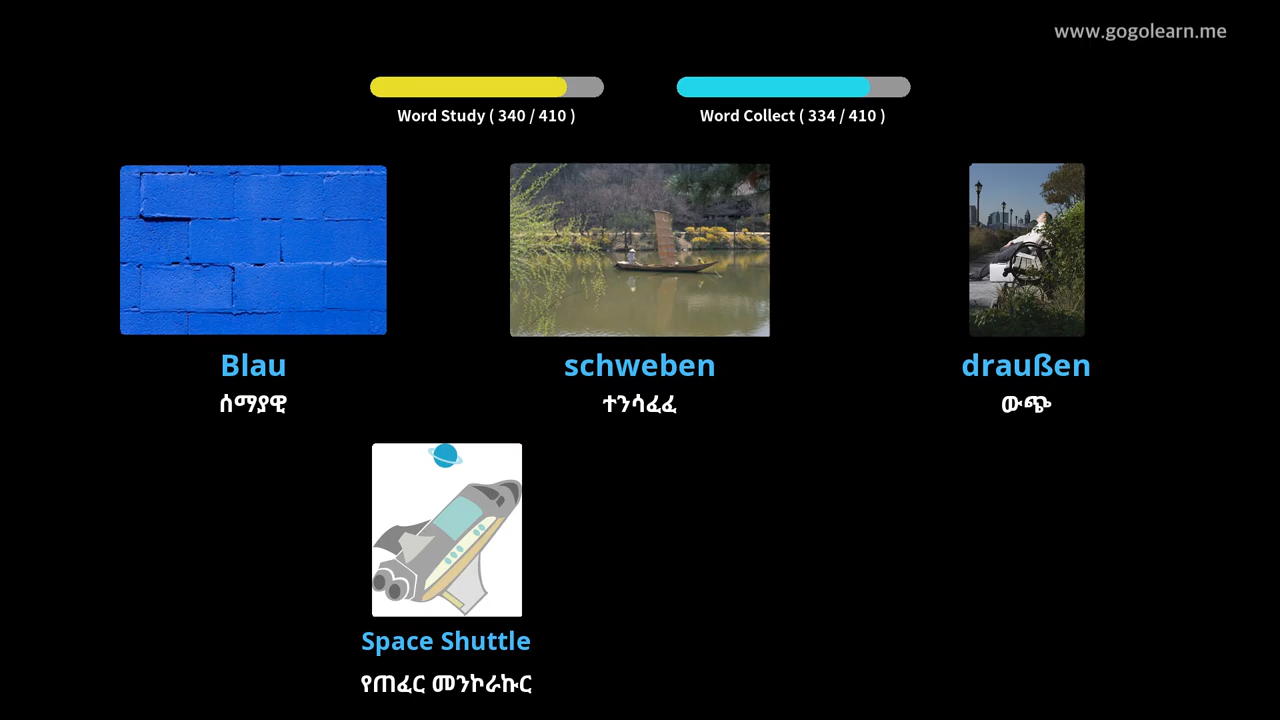 www.gogolearn.me
Word Study ( 340 / 410 )
Word Collect ( 334 / 410 )
Blau
schweben
draußen
ሰማያዊ
ተንሳፈፈ
ውጭ
Space Shuttle
የጠፈር መንኮራኩር